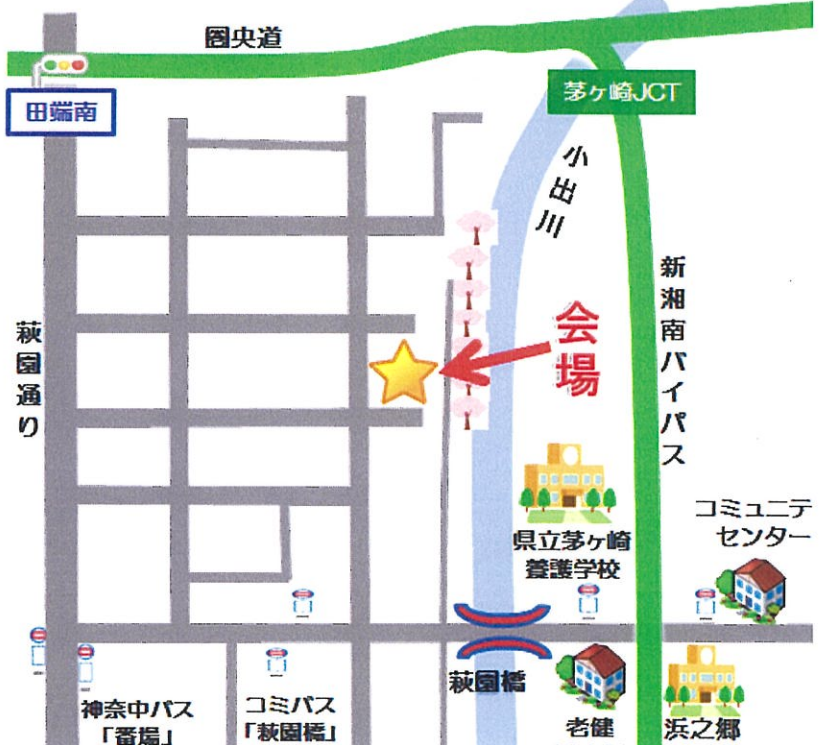 圏央道
田端南
茅ヶ崎JCT
小出川
新湘南バイパス
萩園通り
会場
県立茅ヶ崎
養護学校
コミュニテ
センター
萩園橋
神奈中バス
「番場」
コミバス
「萩園橋」
老健
浜之郷